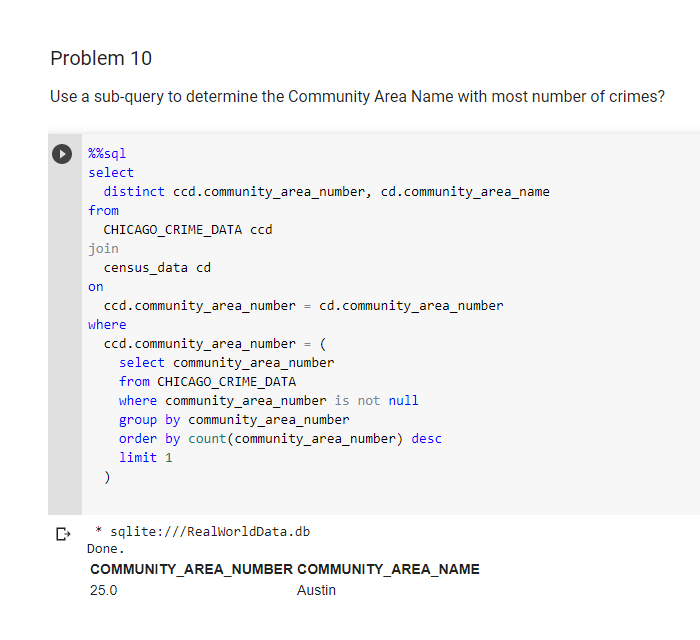 Problem 10
Use a sub-query to determine the Community Area Name with most number of crimes?
%%sql
select
distinct ccd.community_area_number, cd.community_area_name
from
CHICAGO_CRIME_DATA ccd
join
census_data cd
on
ccd.community_area_number = cd.community_area_number
where
ccd.community_area_number = (
select community_area_number
from CHICAGO_CRIME_DATA
where community_area_number is not null
group by community_area_number
order by count(community_area_number) desc
limit 1
)
* sqlite:///RealWorldData.db
Done.
COMMUNITY_AREA_NUMBER COMMUNITY_AREA_NAME
25.0 Austin